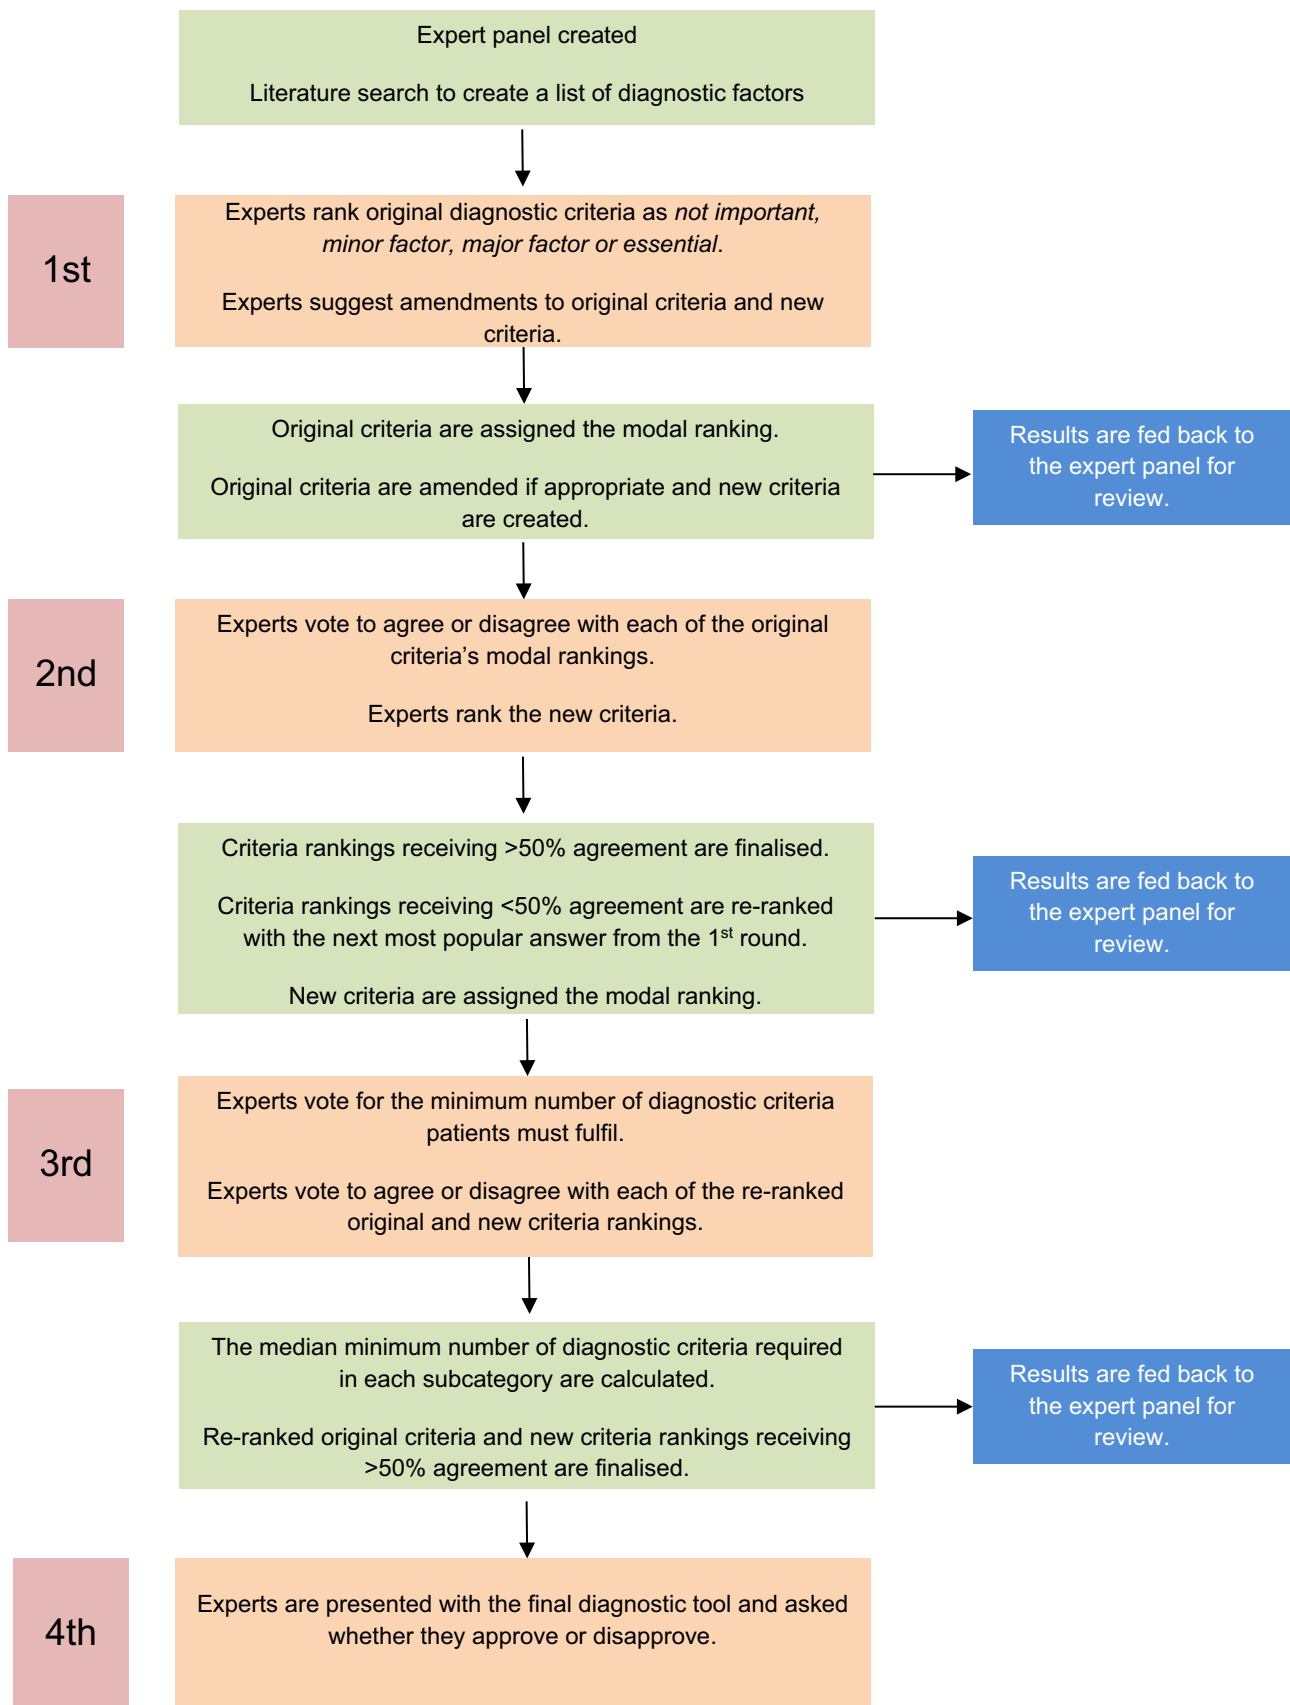 Expert panel created
Literature search to create a list of diagnostic factors
1st
Experts rank original diagnostic criteria as not important,
minor factor, major factor or essential.
Experts suggest amendments to original criteria and new
criteria.
Original criteria are assigned the modal ranking.
Original criteria are amended if appropriate and new criteria
are created.
Results are fed back to
the expert panel for
review.
2nd
Experts vote to agree or disagree with each of the original
criteria’s modal rankings.
Experts rank the new criteria.
Criteria rankings receiving >50% agreement are finalised.
Criteria rankings receiving <50% agreement are re-ranked
with the next most popular answer from the 1st round.
New criteria are assigned the modal ranking.
Results are fed back to
the expert panel for
review.
3rd
Experts vote for the minimum number of diagnostic criteria
patients must fulfil.
Experts vote to agree or disagree with each of the re-ranked
original and new criteria rankings.
The median minimum number of diagnostic criteria required
in each subcategory are calculated.
Re-ranked original criteria and new criteria rankings receiving
>50% agreement are finalised.
Results are fed back to
the expert panel for
review.
4th
Experts are presented with the final diagnostic tool and asked
whether they approve or disapprove.